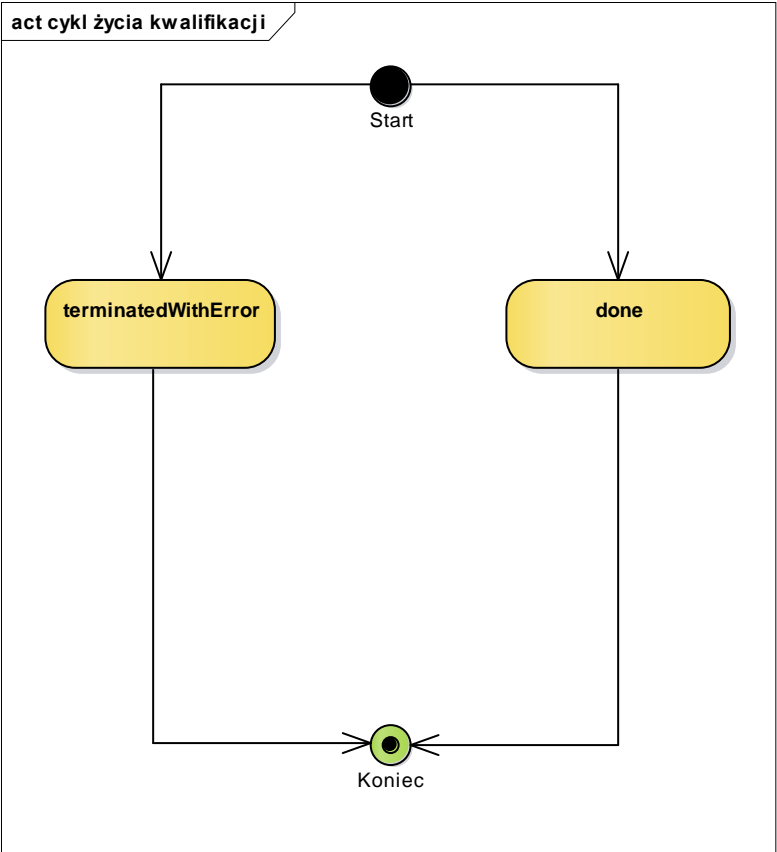 act cykl życia kwalifikacji
Start
terminatedWithError
done
Koniec